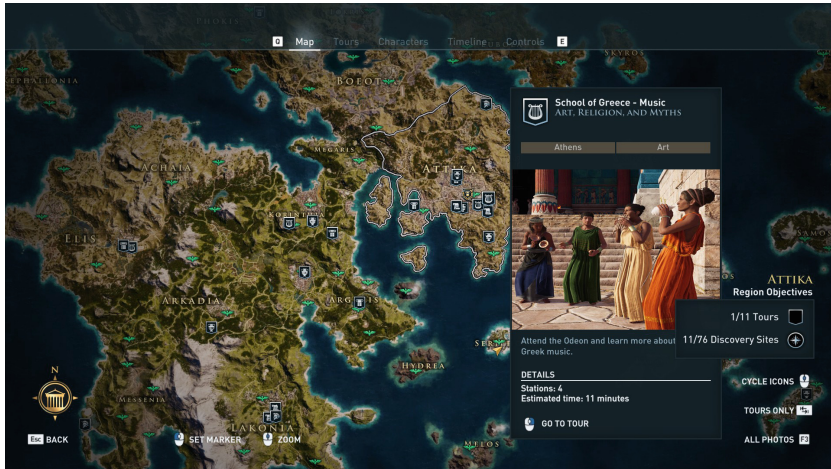 PHOKIS
Q Map Tours Characters Timeline Controls E
SKYROS
KEPHALLONIA
BOEOTIA
School of Greece - Music
ART, RELIGION, AND MYTHS
MEGARIS
Athens Art
ACHAIA
ATTIKA
KORINTHIA
ELIS
SAMO
ATTIKA
Region Objectives
ARKADIA
ARGOLIS
1/11 Tours
11/76 Discovery Sites
Attend the Odeon and learn more about
Greek music.
HYDREA
N
DETAILS
Stations: 4
Estimated time: 11 minutes
CYCLE ICONS
MESSENIA
TOURS ONLY
LAKONIA
GO TO TOUR
Esc BACK
SET MARKER
ZOOM
MELOS
ALL PHOTOS F3